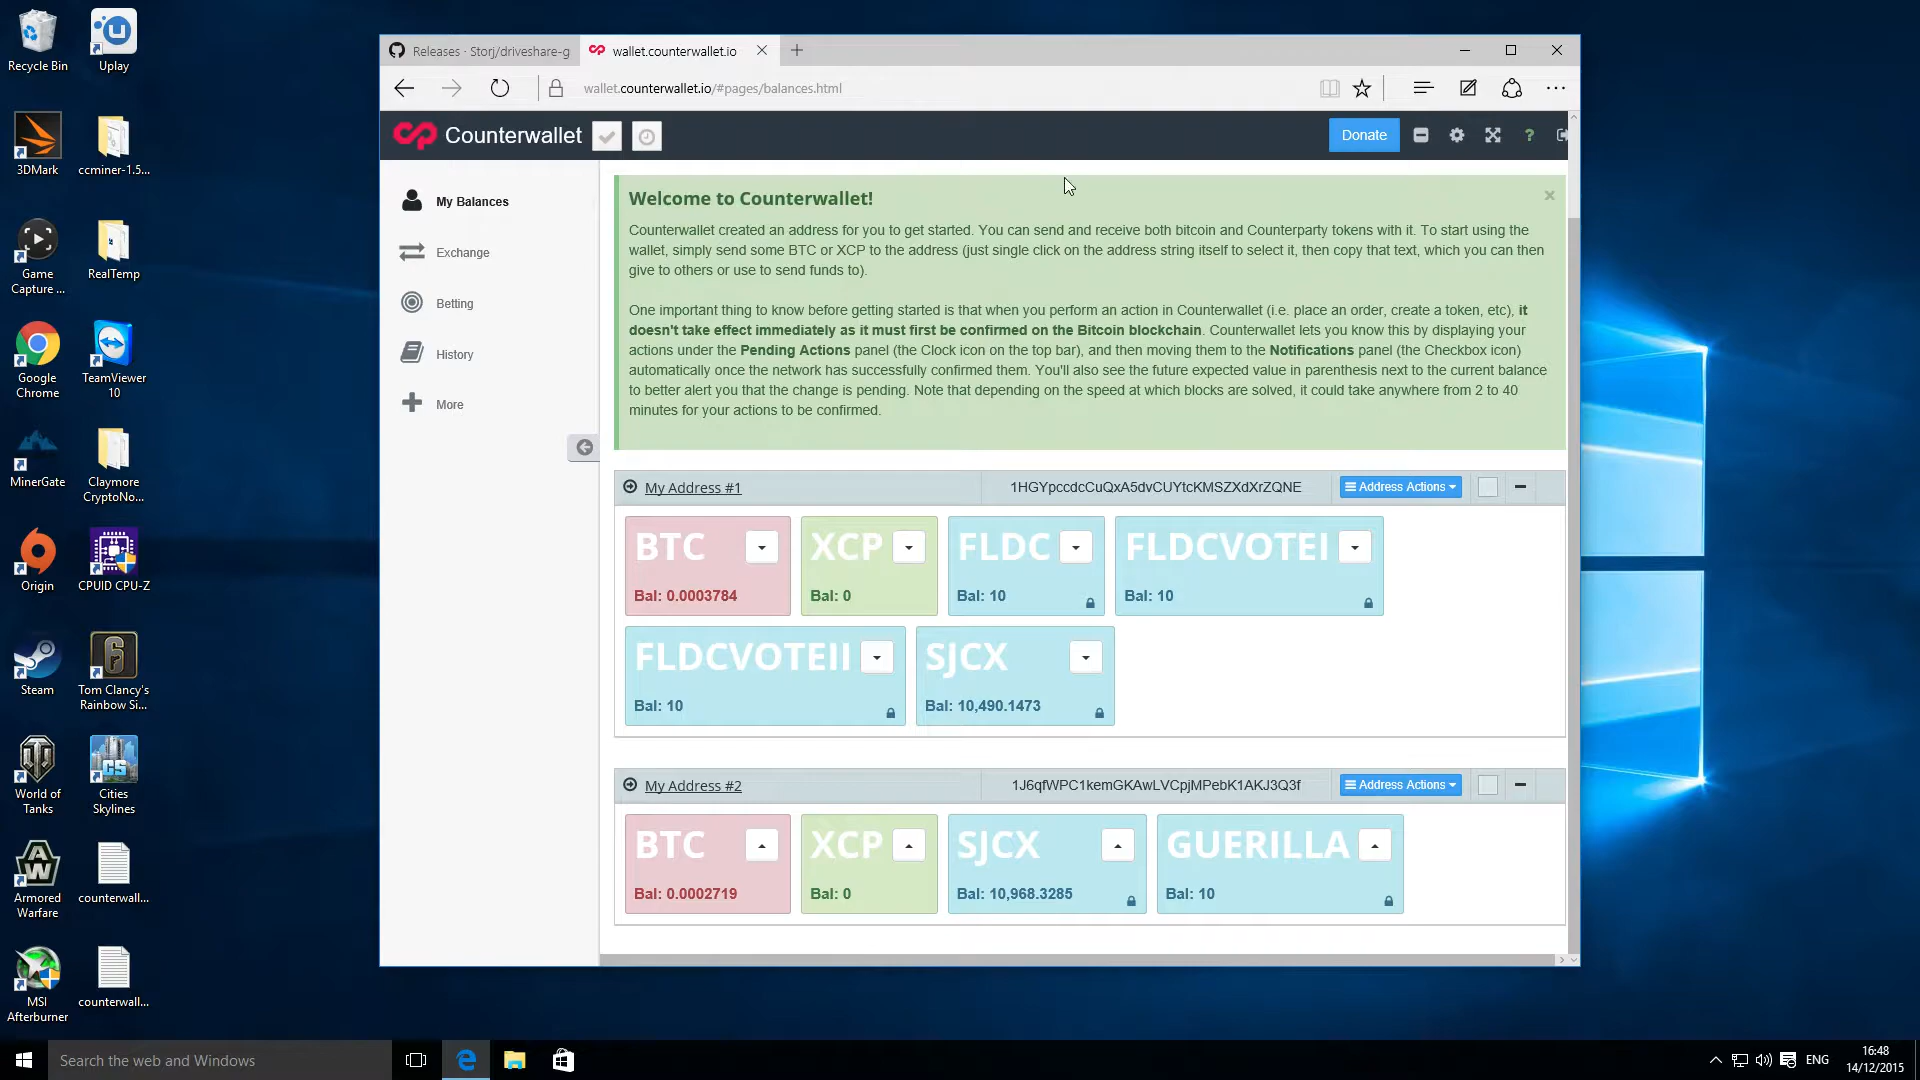 Recycle Bin
Uplay
3DMark
ccminer-1.5...
Game
Capture ...
RealTemp
Google
Chrome
TeamViewer
10
MinerGate
Claymore
CryptoNo...
Origin
CPUID CPU-Z
Steam
Tom Clancy's
Rainbow Si...
World of
Tanks
Cities
Skylines
Armored
Warfare
counterwall...
MSI
Afterburner
counterwall...
Releases · Storj/driveshare-g
wallet.counterwallet.io
wallet.counterwallet.io/#pages/balances.html
Counterwallet
Donate
My Balances
Exchange
Betting
History
More
Welcome to Counterwallet!
Counterwallet created an address for you to get started. You can send and receive both bitcoin and Counterparty tokens with it. To start using the
wallet, simply send some BTC or XCP to the address (just single click on the address string itself to select it, then copy that text, which you can then
give to others or use to send funds to).
One important thing to know before getting started is that when you perform an action in Counterwallet (i.e. place an order, create a token, etc), it
doesn't take effect immediately as it must first be confirmed on the Bitcoin blockchain. Counterwallet lets you know this by displaying your
actions under the Pending Actions panel (the Clock icon on the top bar), and then moving them to the Notifications panel (the Checkbox icon)
automatically once the network has successfully confirmed them. You'll also see the future expected value in parenthesis next to the current balance
to better alert you that the change is pending. Note that depending on the speed at which blocks are solved, it could take anywhere from 2 to 40
minutes for your actions to be confirmed.
My Address #1
1HGYpccdcCuQxA5dvCUYtcKMSZXdXrZQNE
Address Actions
BTC
Bal: 0.0003784
XCP
Bal: 0
FLDC
Bal: 10
FLDCVOTEI
Bal: 10
FLDCVOTEII
Bal: 10
SJCX
Bal: 10,490.1473
My Address #2
1J6qfWPC1kemGKAwLVCpjMPebK1AKJ3Q3f
Address Actions
BTC
Bal: 0.0002719
XCP
Bal: 0
SJCX
Bal: 10,968.3285
GUERILLA
Bal: 10
Search the web and Windows
ENG
16:48
14/12/2015